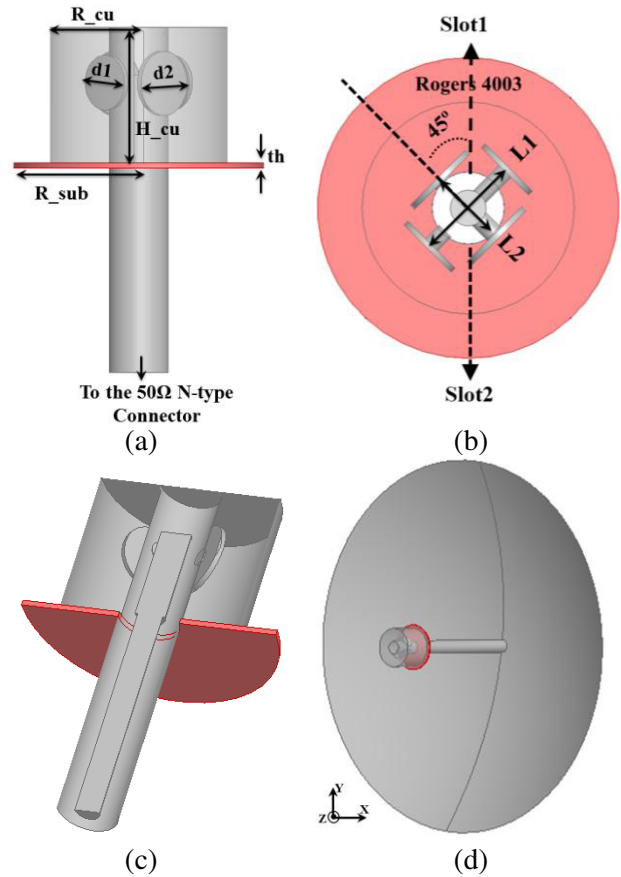 R_cu
d1
d2
H_cu
th
R_sub
To the 50Ω N-type
Connector
(a)
Slot1
Rogers 4003
45°
L1
L2
Slot2
(b)
(c)
Y
Z
X
(d)